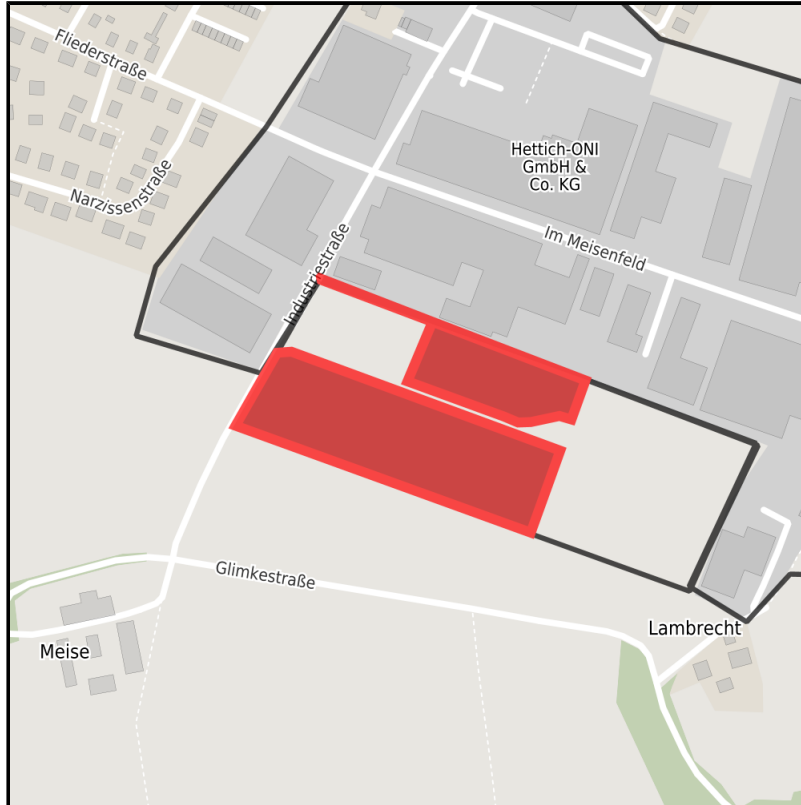 Fliederstraße
Hettich-ONI
GmbH &
Co. KG
Narzissenstraße
Im Meisenfeld
Industriestraße
Glimkestraße
Lambrecht
Meise